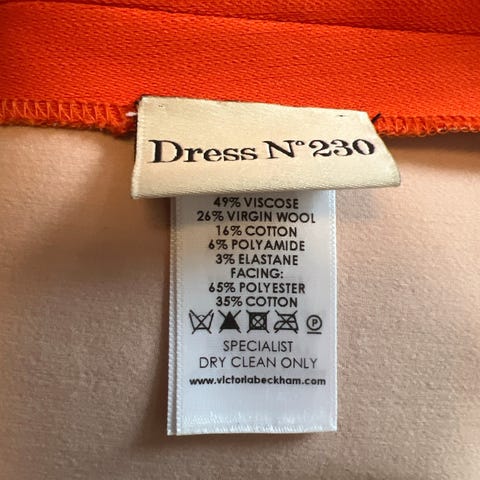 Dress Nº 230
49% VISCOSE
26% VIRGIN WOOL
16% COTTON
6% POLYAMIDE
3% ELASTANE
FACING:
65% POLYESTER
35% COTTON
P
SPECIALIST
DRY CLEAN ONLY
www.victoriabeckham.com